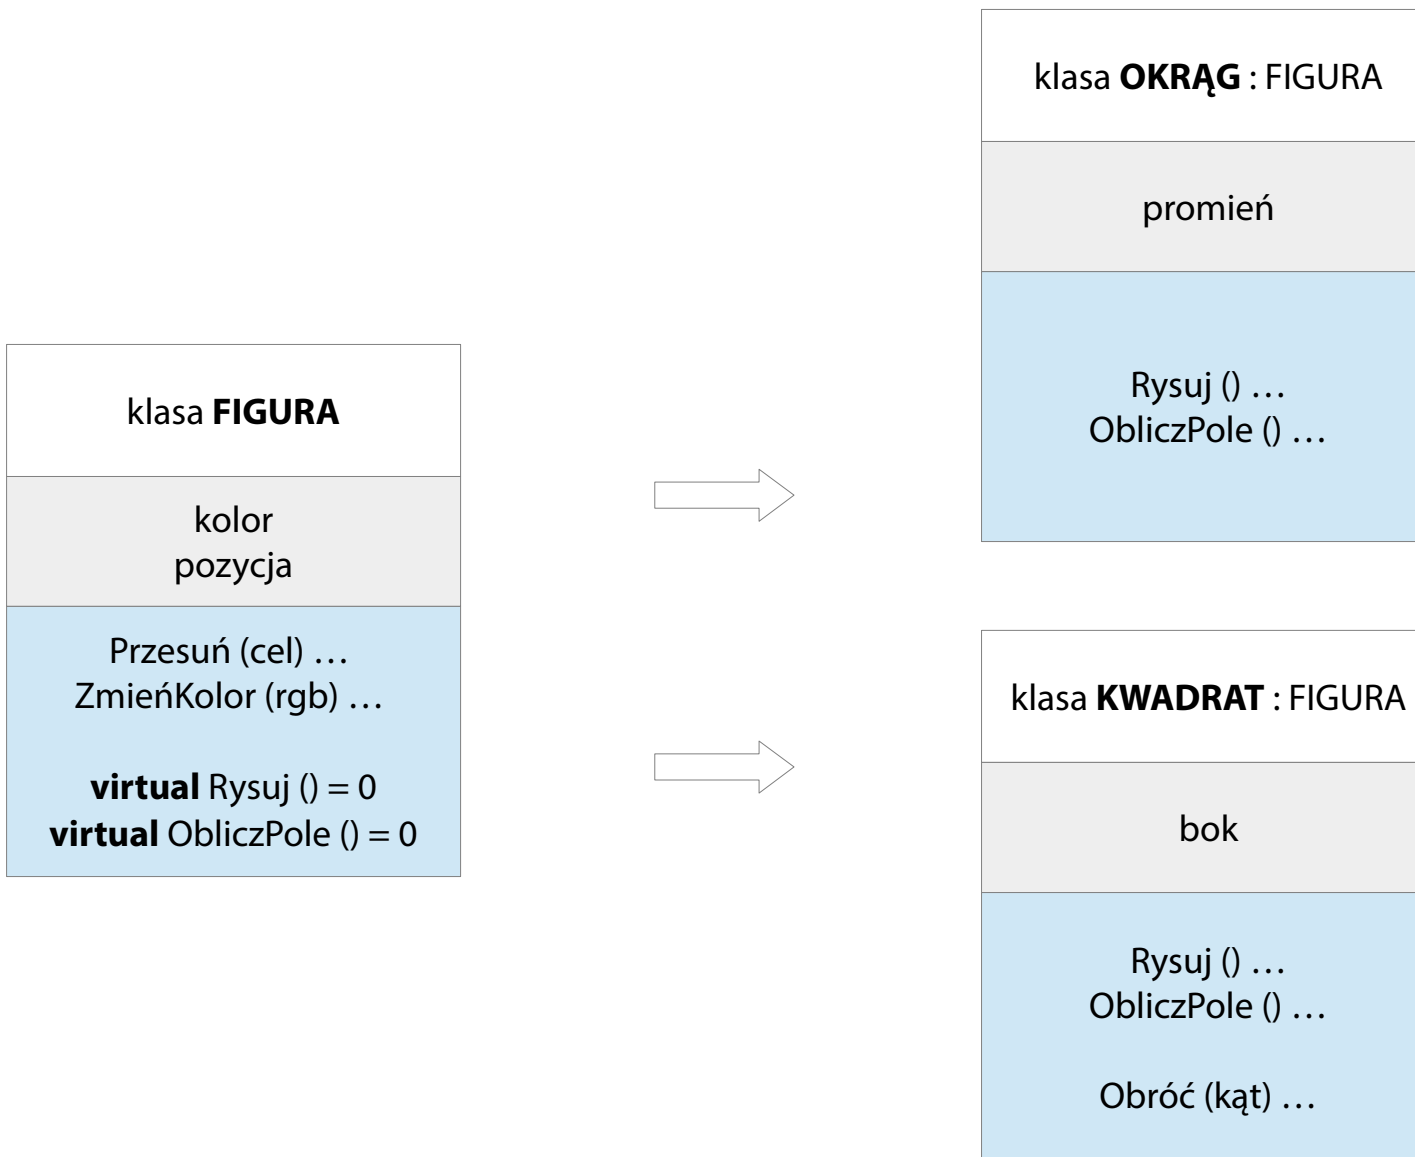 klasa FIGURA
kolor
pozycja
Przesuń (cel) …
ZmieńKolor (rgb) …
virtual Rysuj () = 0
virtual ObliczPole () = 0
klasa OKRĄG : FIGURA
promień
Rysuj () …
ObliczPole () …
klasa KWADRAT : FIGURA
bok
Rysuj () …
ObliczPole () …
Obróć (kąt) …